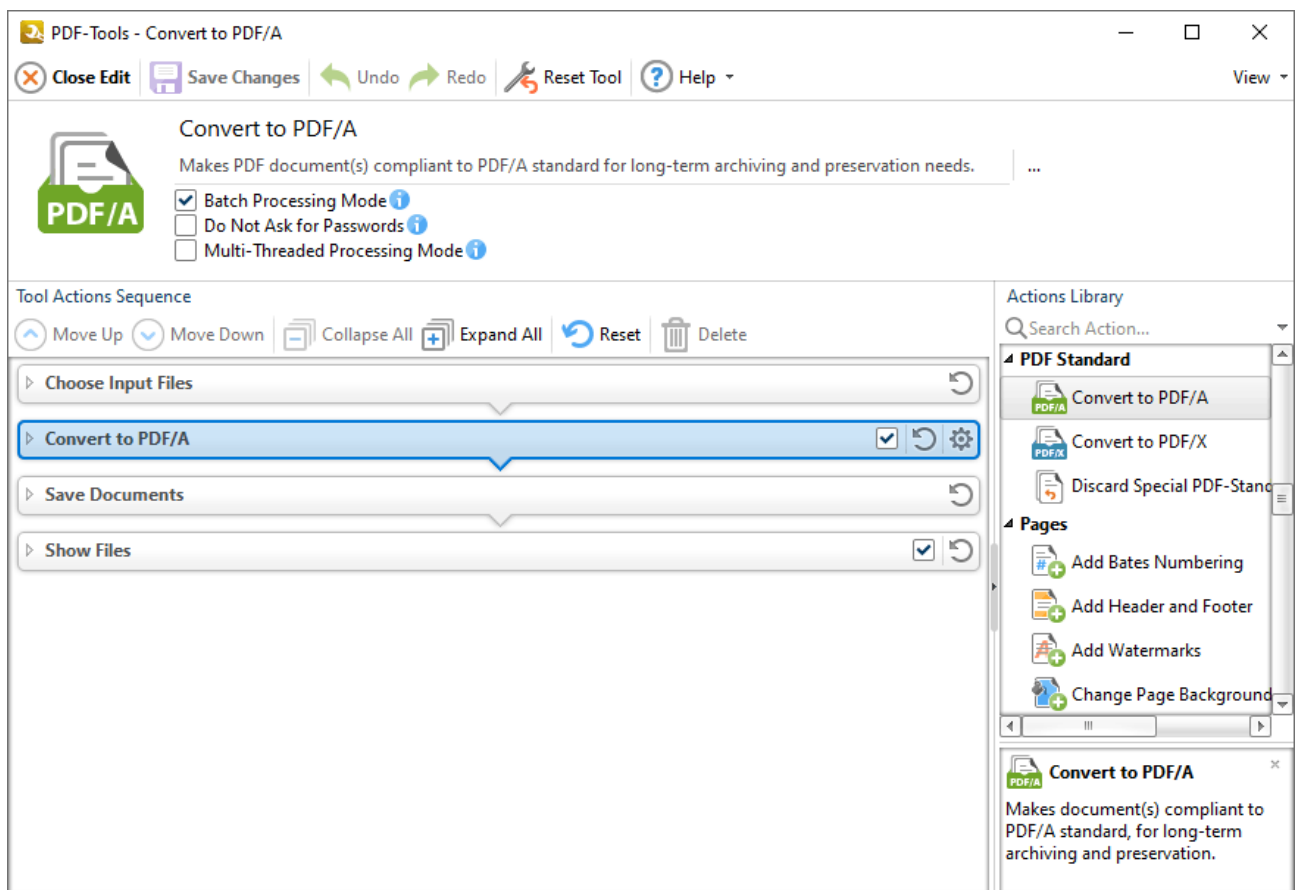 PDF-Tools - Convert to PDF/A
Close Edit Save Changes Undo Redo Reset Tool Help View
Convert to PDF/A
Makes PDF document(s) compliant to PDF/A standard for long-term archiving and preservation needs. ...
PDF/A
Batch Processing Mode
Do Not Ask for Passwords
Multi-Threaded Processing Mode
Tool Actions Sequence
Move Up Move Down Collapse All Expand All Reset Delete
Choose Input Files
Convert to PDF/A
Save Documents
Show Files
Actions Library
Search Action...
PDF Standard
PDF/A Convert to PDF/A
PDF/X Convert to PDF/X
Discard Special PDF-Stand
Pages
Add Bates Numbering
Add Header and Footer
Add Watermarks
Change Page Background
PDF/A Convert to PDF/A
Makes document(s) compliant to
PDF/A standard, for long-term
archiving and preservation.